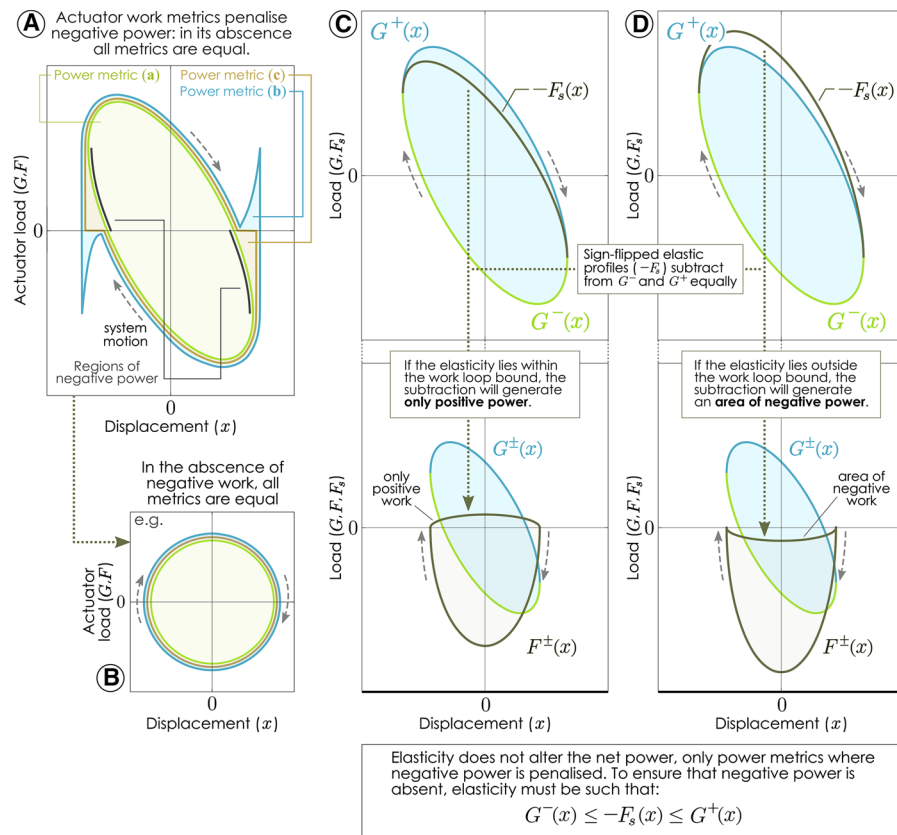 A
Actuator work metrics penalise
negative power: in its abscence
all metrics are equal.
Power metric (a)
Power metric (c)
Power metric (b)
Actuator load (G,F)
0
system
motion
Regions of
negative power
0
Displacement (x)
In the abscence of
negative work, all
metrics are equal
e.g.
Actuator
load (G,F)
0
B
0
Displacement (x)
C
G⁺(x)
−Fₛ(x)
Load (G,Fₛ)
0
G⁻(x)
D
G⁺(x)
−Fₛ(x)
Load (G,Fₛ)
0
G⁻(x)
Sign-flipped elastic
profiles (−Fₛ) subtract
from G⁻ and G⁺ equally
If the elasticity lies within
the work loop bound, the
subtraction will generate
only positive power.
If the elasticity lies outside
the work loop bound, the
subtraction will generate
an area of negative power.
G±(x)
only
positive
work
Load (G,F,Fₛ)
0
F±(x)
0
Displacement (x)
G±(x)
area of
negative
work
Load (G,F,Fₛ)
0
F±(x)
0
Displacement (x)
Elasticity does not alter the net power, only power metrics where
negative power is penalised. To ensure that negative power is
absent, elasticity must be such that:
G⁻(x) ≤ −Fₛ(x) ≤ G⁺(x)